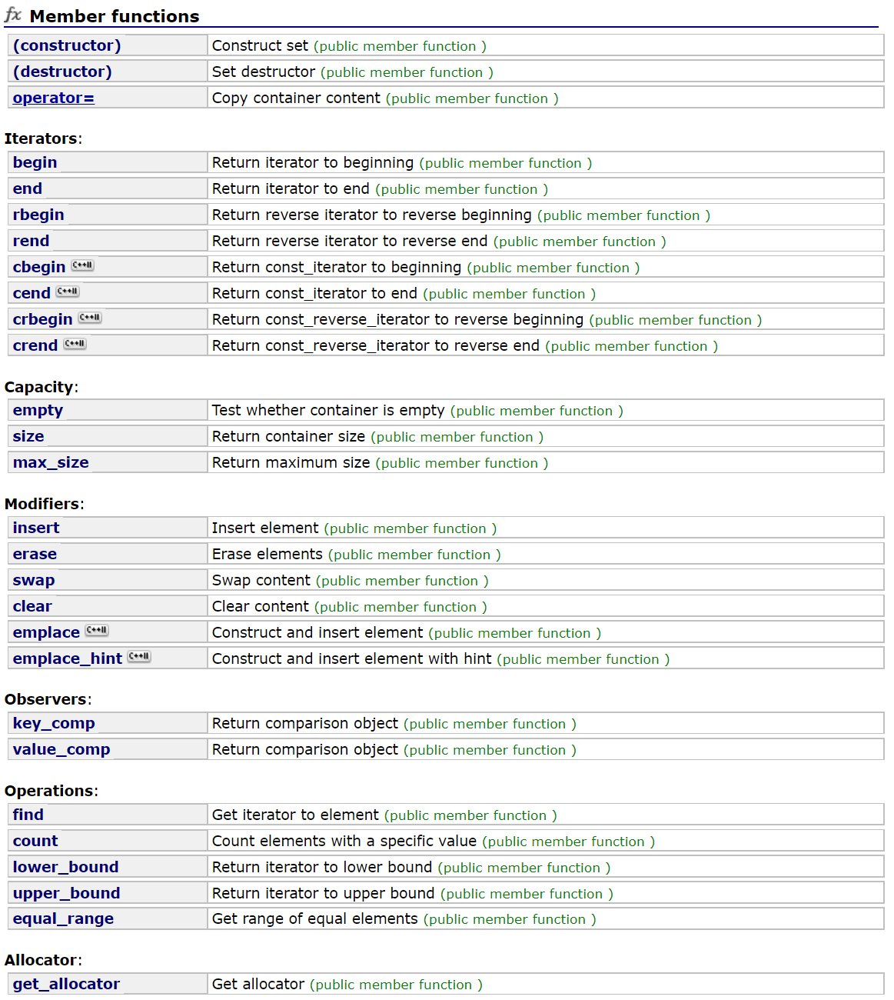 fx Member functions
(constructor) Construct set (public member function )
(destructor) Set destructor (public member function )
operator= Copy container content (public member function )
Iterators:
begin Return iterator to beginning (public member function )
end Return iterator to end (public member function )
rbegin Return reverse iterator to reverse beginning (public member function )
rend Return reverse iterator to reverse end (public member function )
cbegin C++11 Return const_iterator to beginning (public member function )
cend C++11 Return const_iterator to end (public member function )
crbegin C++11 Return const_reverse_iterator to reverse beginning (public member function )
crend C++11 Return const_reverse_iterator to reverse end (public member function )
Capacity:
empty Test whether container is empty (public member function )
size Return container size (public member function )
max_size Return maximum size (public member function )
Modifiers:
insert Insert element (public member function )
erase Erase elements (public member function )
swap Swap content (public member function )
clear Clear content (public member function )
emplace C++11 Construct and insert element (public member function )
emplace_hint C++11 Construct and insert element with hint (public member function )
Observers:
key_comp Return comparison object (public member function )
value_comp Return comparison object (public member function )
Operations:
find Get iterator to element (public member function )
count Count elements with a specific value (public member function )
lower_bound Return iterator to lower bound (public member function )
upper_bound Return iterator to upper bound (public member function )
equal_range Get range of equal elements (public member function )
Allocator:
get_allocator Get allocator (public member function )